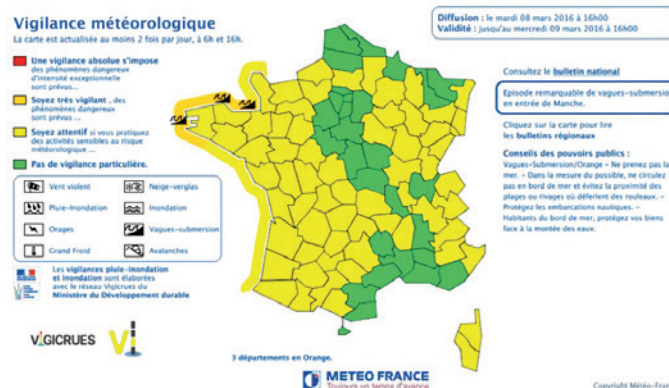 Vigilance météorologique
La carte est actualisée au moins 2 fois par jour, à 6h et 16h.
Diffusion : le mardi 08 mars 2016 à 16h00
Validité : jusqu'au mercredi 09 mars 2016 à 16h00
Une vigilance absolue s'impose
des phénomènes dangereux
d'intensité exceptionnelle
sont prévus...
Soyez très vigilant , des
phénomènes dangereux
sont prévus ...
Soyez attentif si vous pratiquez
des activités sensibles au risque
météorologique ...
Pas de vigilance particulière.
Vent violent
Neige-verglas
Pluie-Inondation
Inondation
Orages
Vagues-submersion
Grand Froid
Avalanches
Les vigilances pluie-inondation
et inondation sont élaborées
avec le réseau Vigicrues du
Ministère du Développement durable
VIGICRUES
Consultez le bulletin national
Episode remarquable de vagues-submersio
en entrée de Manche.
Cliquez sur la carte pour lire
les bulletins régionaux
Conseils des pouvoirs publics :
Vagues-Submersion/Orange - Ne prenez pas la
mer. - Dans la mesure du possible, ne circulez
pas en bord de mer et évitez la proximité des
plages ou rivages où déferlent des rouleaux. -
Protégez les embarcations nautiques. -
Habitants du bord de mer, protégez vos biens
face à la montée des eaux.
3 départements en Orange.
METEO FRANCE
Toujours un temps d'avance
Copyright Météo-Fran